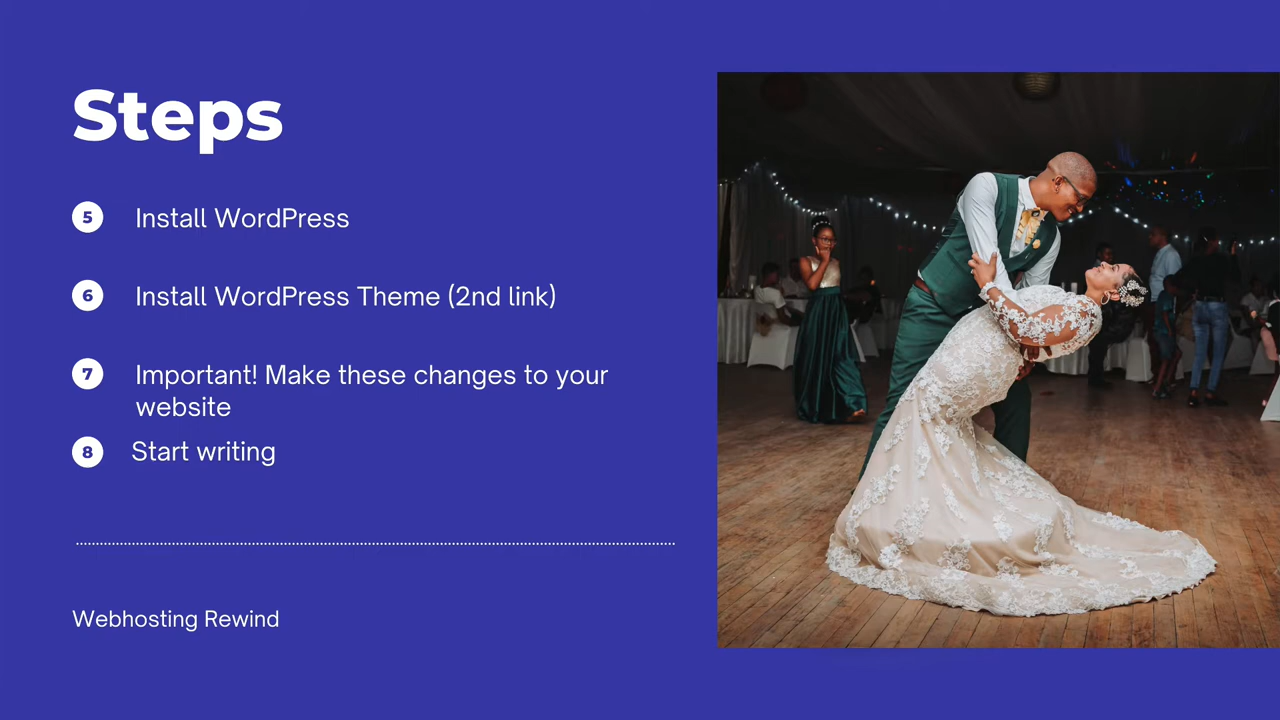 Steps
5 Install WordPress
6 Install WordPress Theme (2nd link)
7 Important! Make these changes to your
website
8 Start writing
Webhosting Rewind